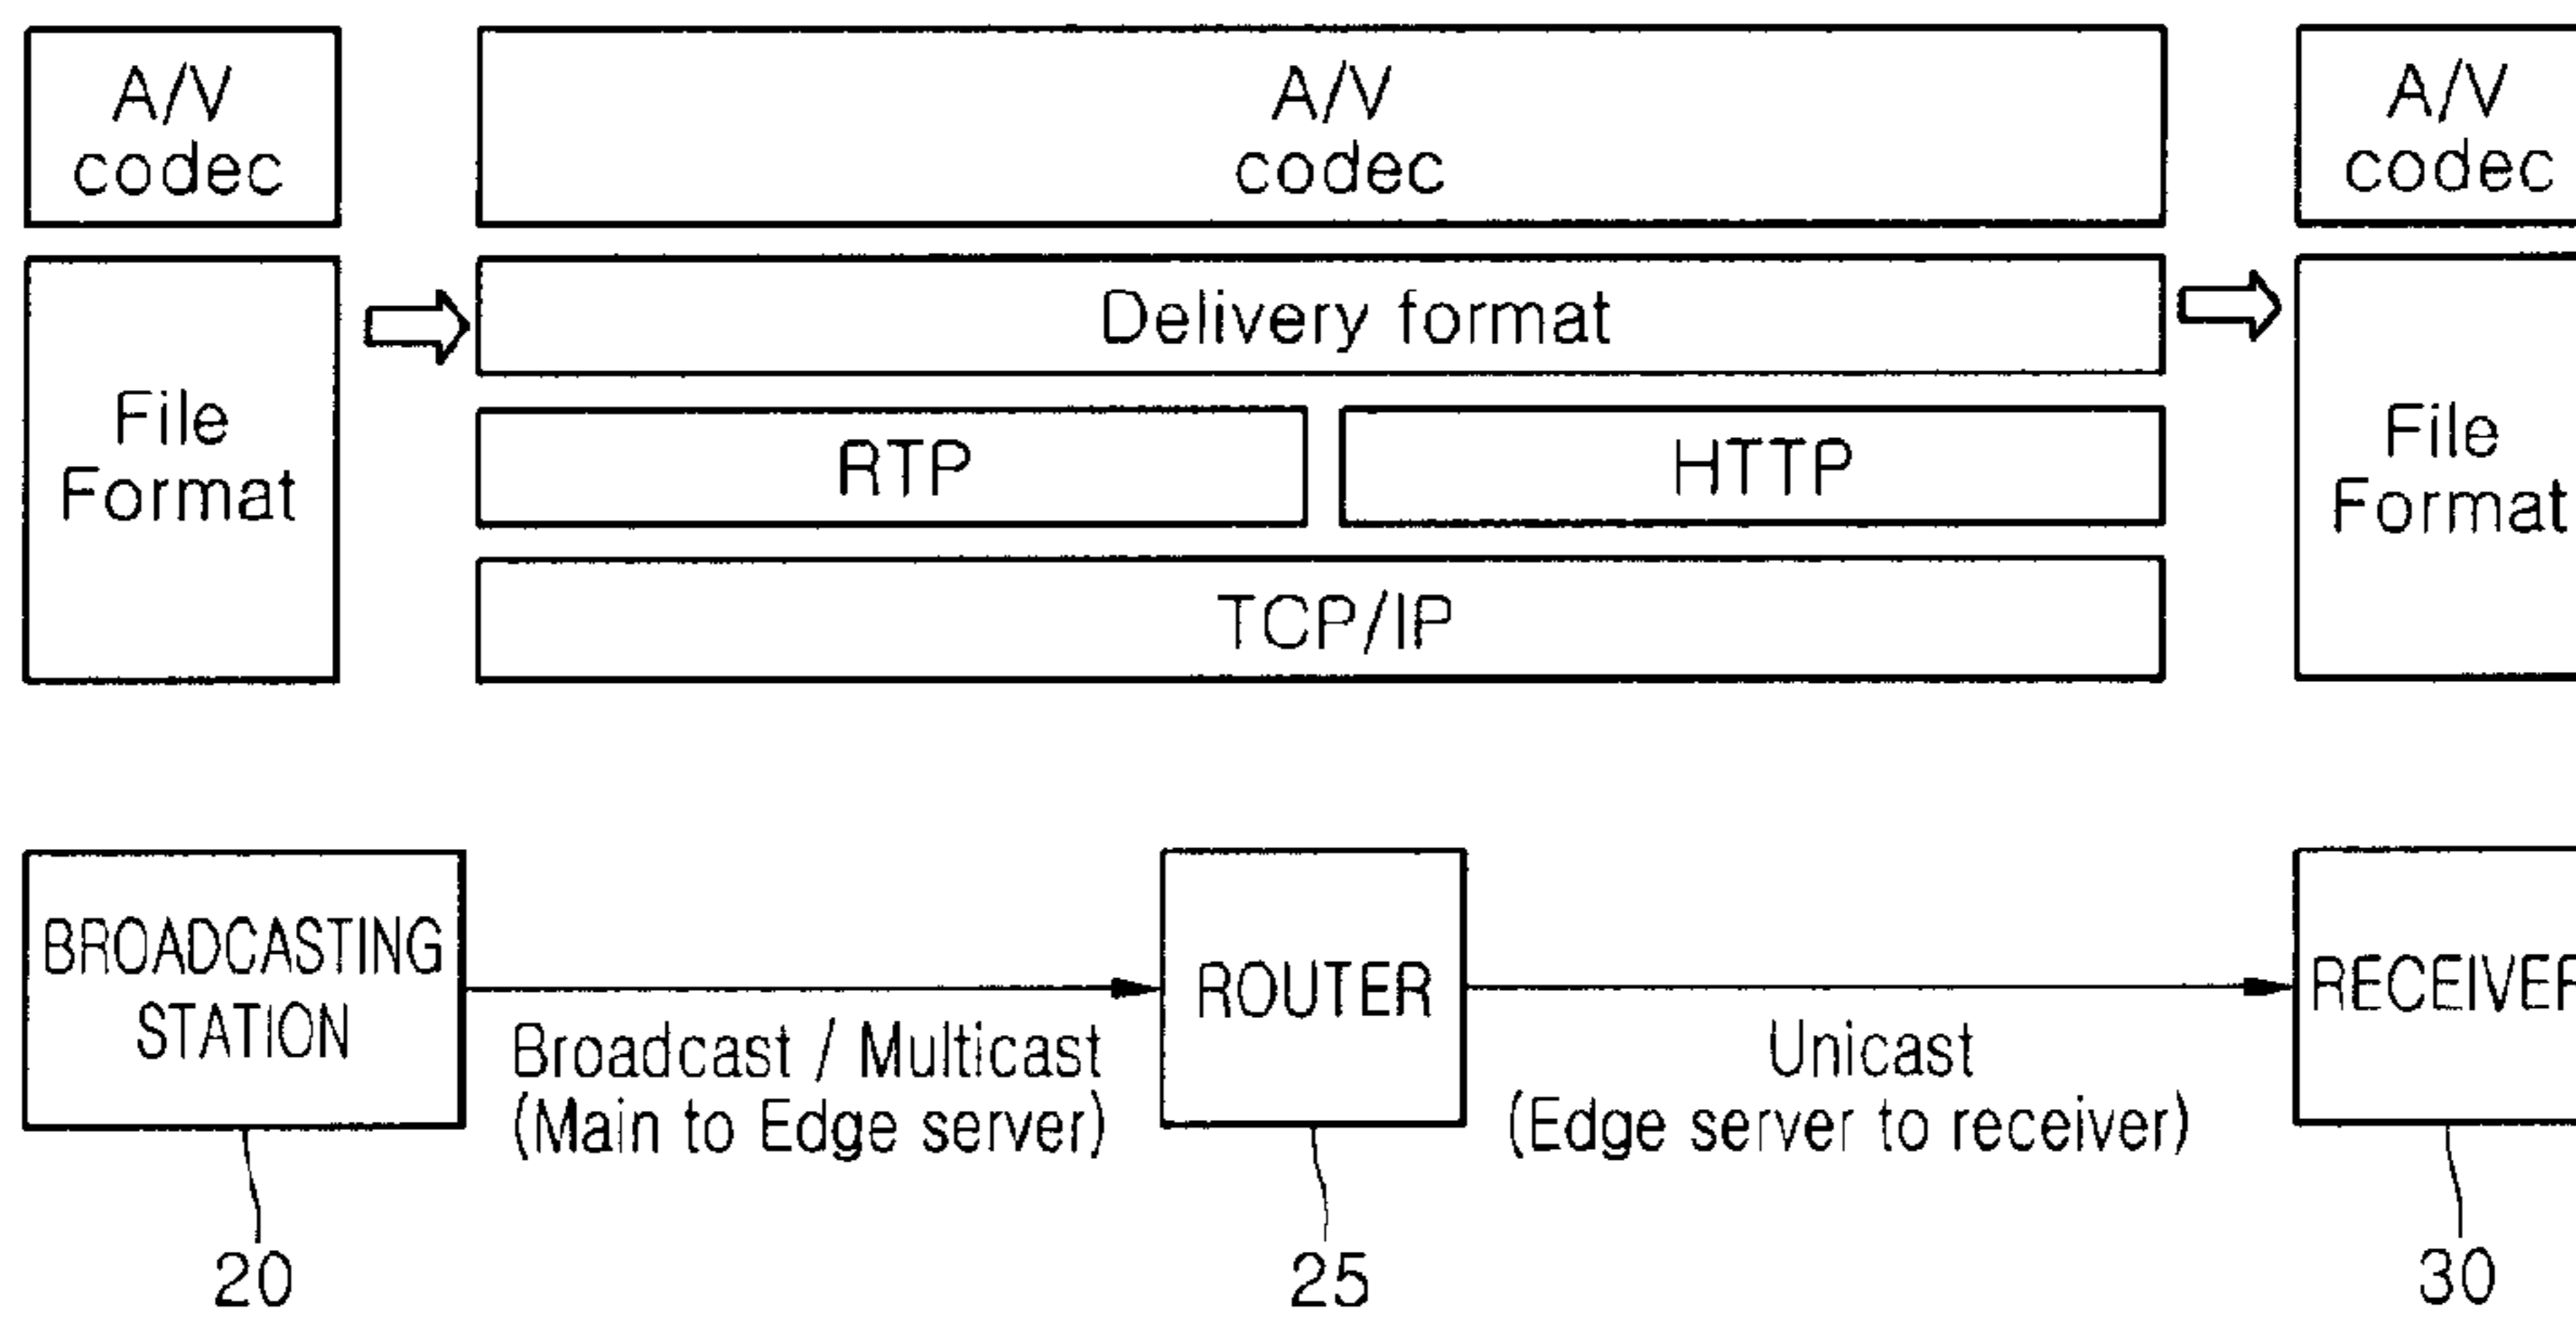 A/V
codec
A/V
codec
A/V
codec
File
Format
Delivery format
RTP
HTTP
TCP/IP
File
Format
BROADCASTING
STATION
Broadcast / Multicast
(Main to Edge server)
ROUTER
Unicast
(Edge server to receiver)
RECEIVER
20
25
30